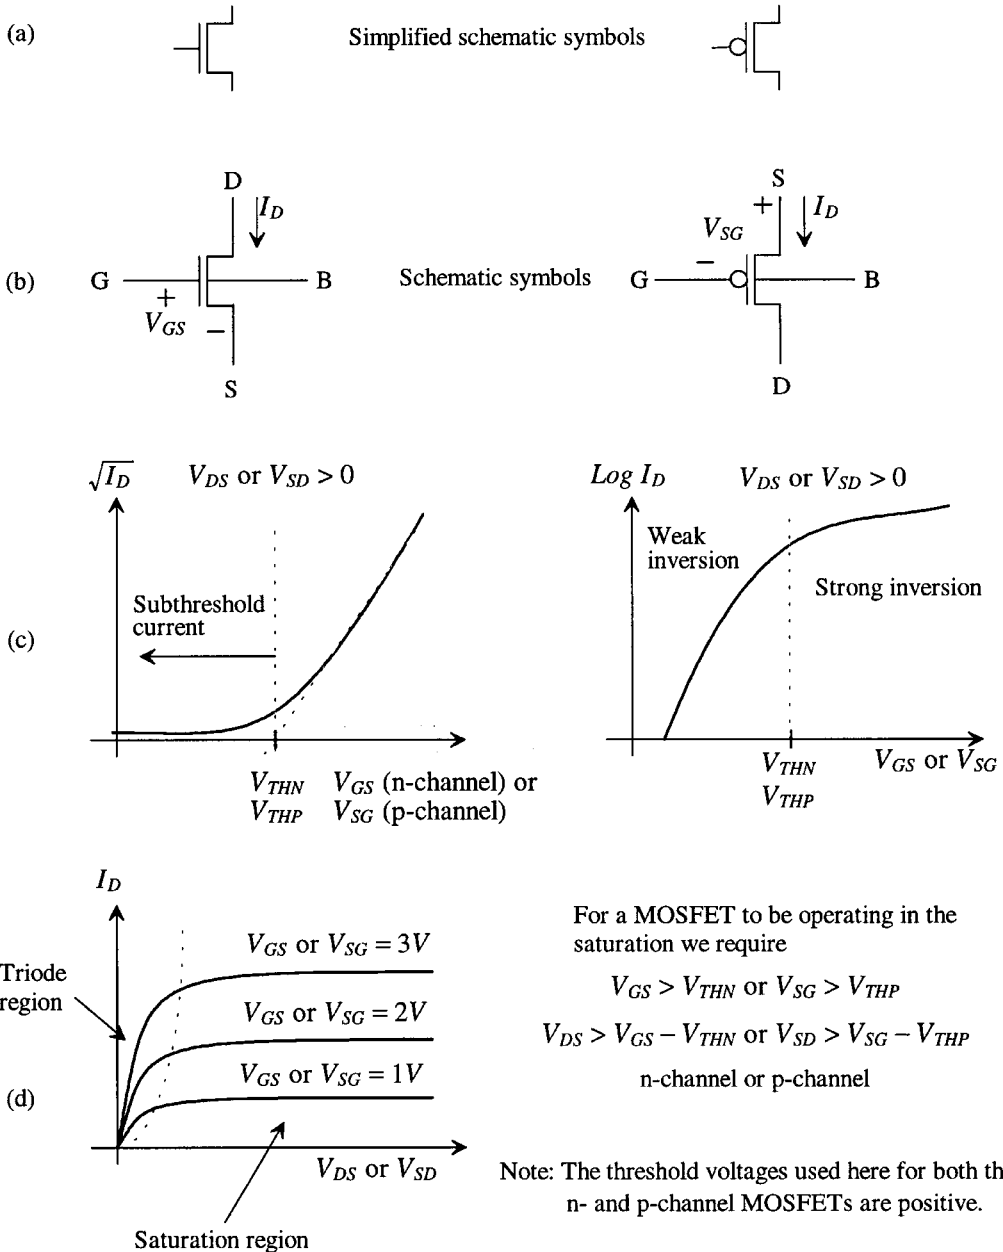 (a)
Simplified schematic symbols
D
I_D
G
B
+
V_GS
−
S
(b)
Schematic symbols
S
+
I_D
V_SG
−
G
B
D
(c)
√I_D
V_DS or V_SD > 0
Subthreshold
current
V_THN V_GS (n-channel) or
V_THP V_SG (p-channel)
Log I_D
V_DS or V_SD > 0
Weak
inversion
Strong inversion
V_THN
V_THP
V_GS or V_SG
(d)
I_D
Triode
region
V_GS or V_SG = 3V
V_GS or V_SG = 2V
V_GS or V_SG = 1V
V_DS or V_SD
Saturation region
For a MOSFET to be operating in the
saturation we require
V_GS > V_THN or V_SG > V_THP
V_DS > V_GS − V_THN or V_SD > V_SG − V_THP
n-channel or p-channel
Note: The threshold voltages used here for both th
n- and p-channel MOSFETs are positive.